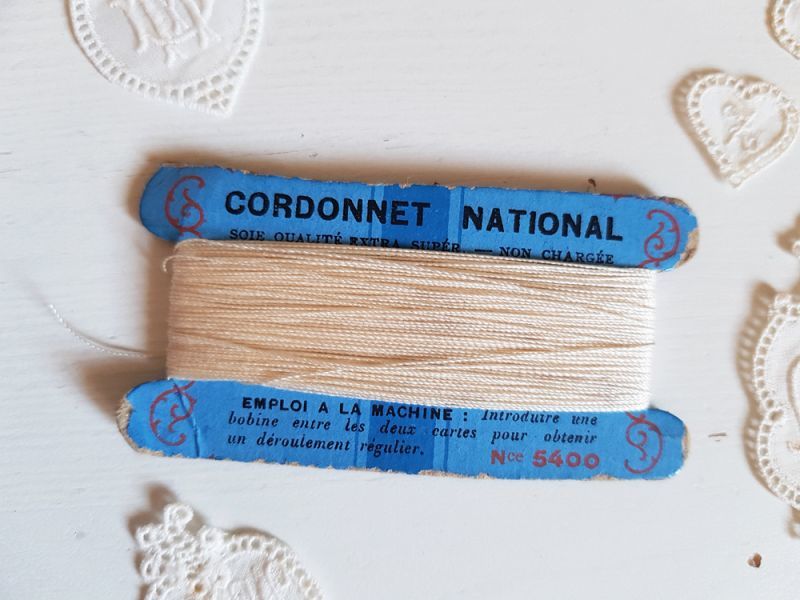 CORDONNET NATIONAL
SOIE QUALITÉ EXTRA SUPÉR. — NON CHARGÉE
EMPLOI A LA MACHINE : Introduire une
bobine entre les deux cartes pour obtenir
un déroulement régulier.
Nce 5400